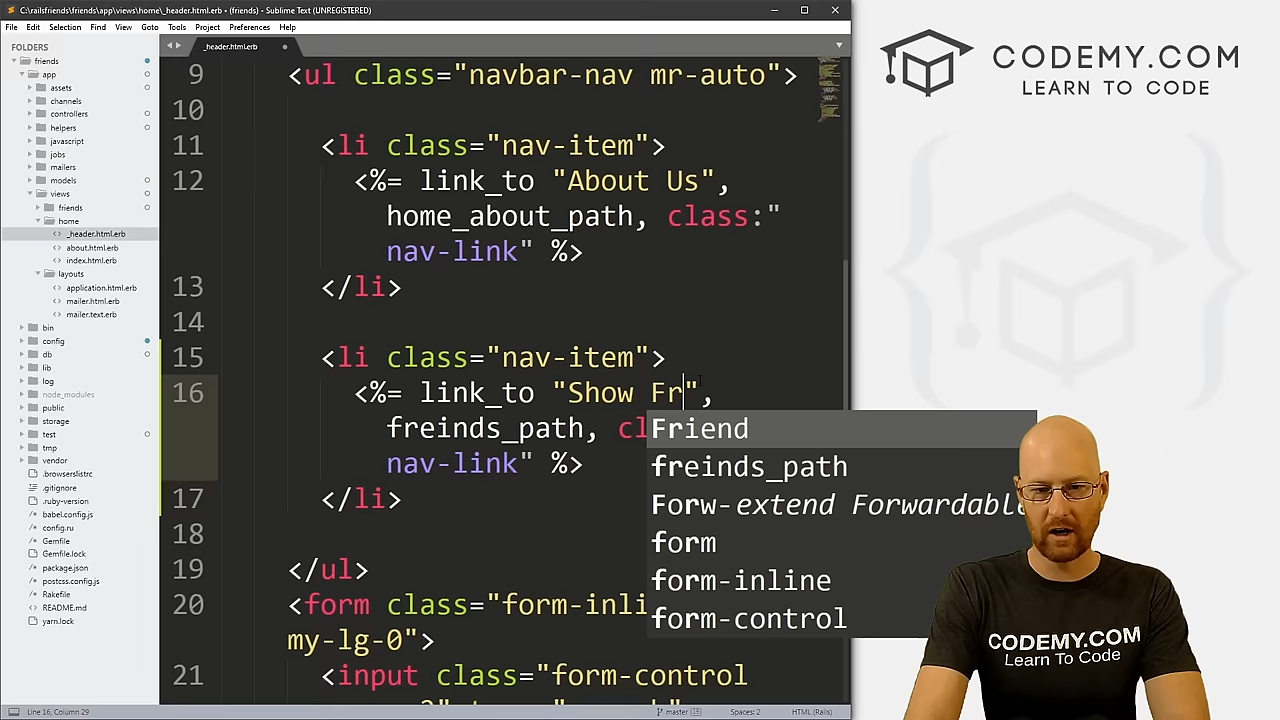 C:\railsfriends\friends\app\views\home\_header.html.erb • (friends) - Sublime Text (UNREGISTERED)
File Edit Selection Find View Goto Tools Project Preferences Help
FOLDERS
friends
app
assets
channels
controllers
helpers
javascript
jobs
mailers
models
views
friends
home
_header.html.erb
about.html.erb
index.html.erb
layouts
application.html.erb
mailer.html.erb
mailer.text.erb
bin
config
db
lib
log
node_modules
public
storage
test
tmp
vendor
.browserslistrc
.gitignore
.ruby-version
babel.config.js
config.ru
Gemfile
Gemfile.lock
package.json
postcss.config.js
Rakefile
README.md
yarn.lock
_header.html.erb
9 <ul class="navbar-nav mr-auto">
10
11 <li class="nav-item">
12 <%= link_to "About Us",
home_about_path, class:"
nav-link" %>
13 </li>
14
15 <li class="nav-item">
16 <%= link_to "Show Fr",
freinds_path, cl
nav-link" %>
17 </li>
18
19 </ul>
20 <form class="form-inli
my-lg-0">
21 <input class="form-control
Friend
freinds_path
Forw-extend Forwardable
form
form-inline
form-control
Line 16, Column 29
master
Spaces: 2
HTML (Rails)
CODEMY.COM
LEARN TO CODE
CODEMY.COM
Learn To Code